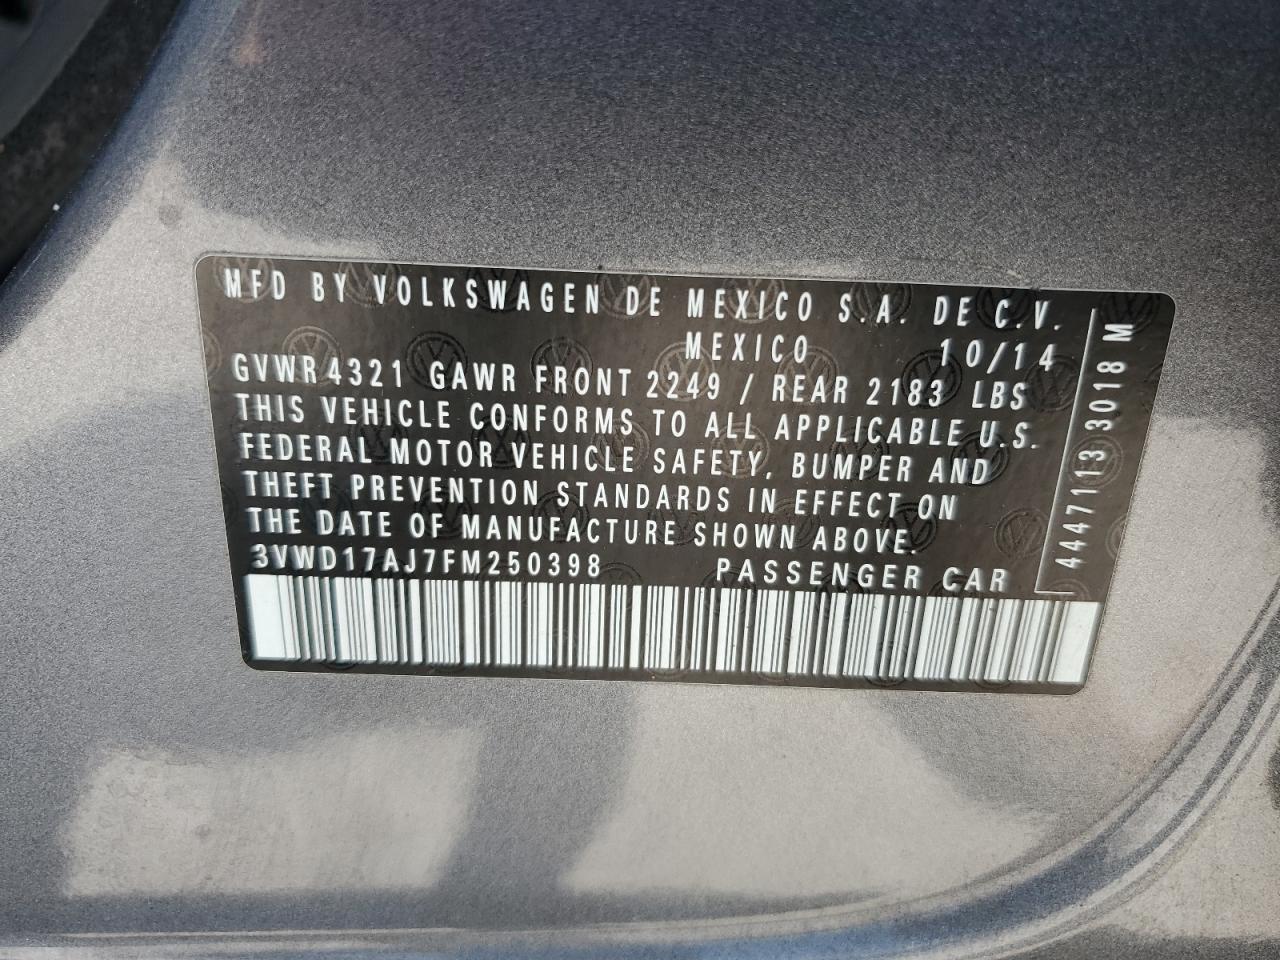 MFD BY VOLKSWAGEN DE MEXICO S.A. DE C.V.
MEXICO 10/14
GVWR 4321 GAWR FRONT 2249 / REAR 2183 LBS
THIS VEHICLE CONFORMS TO ALL APPLICABLE U.S.
FEDERAL MOTOR VEHICLE SAFETY, BUMPER AND
THEFT PREVENTION STANDARDS IN EFFECT ON
THE DATE OF MANUFACTURE SHOWN ABOVE.
3VWD17AJ7FM250398 PASSENGER CAR
4447113 3018 M